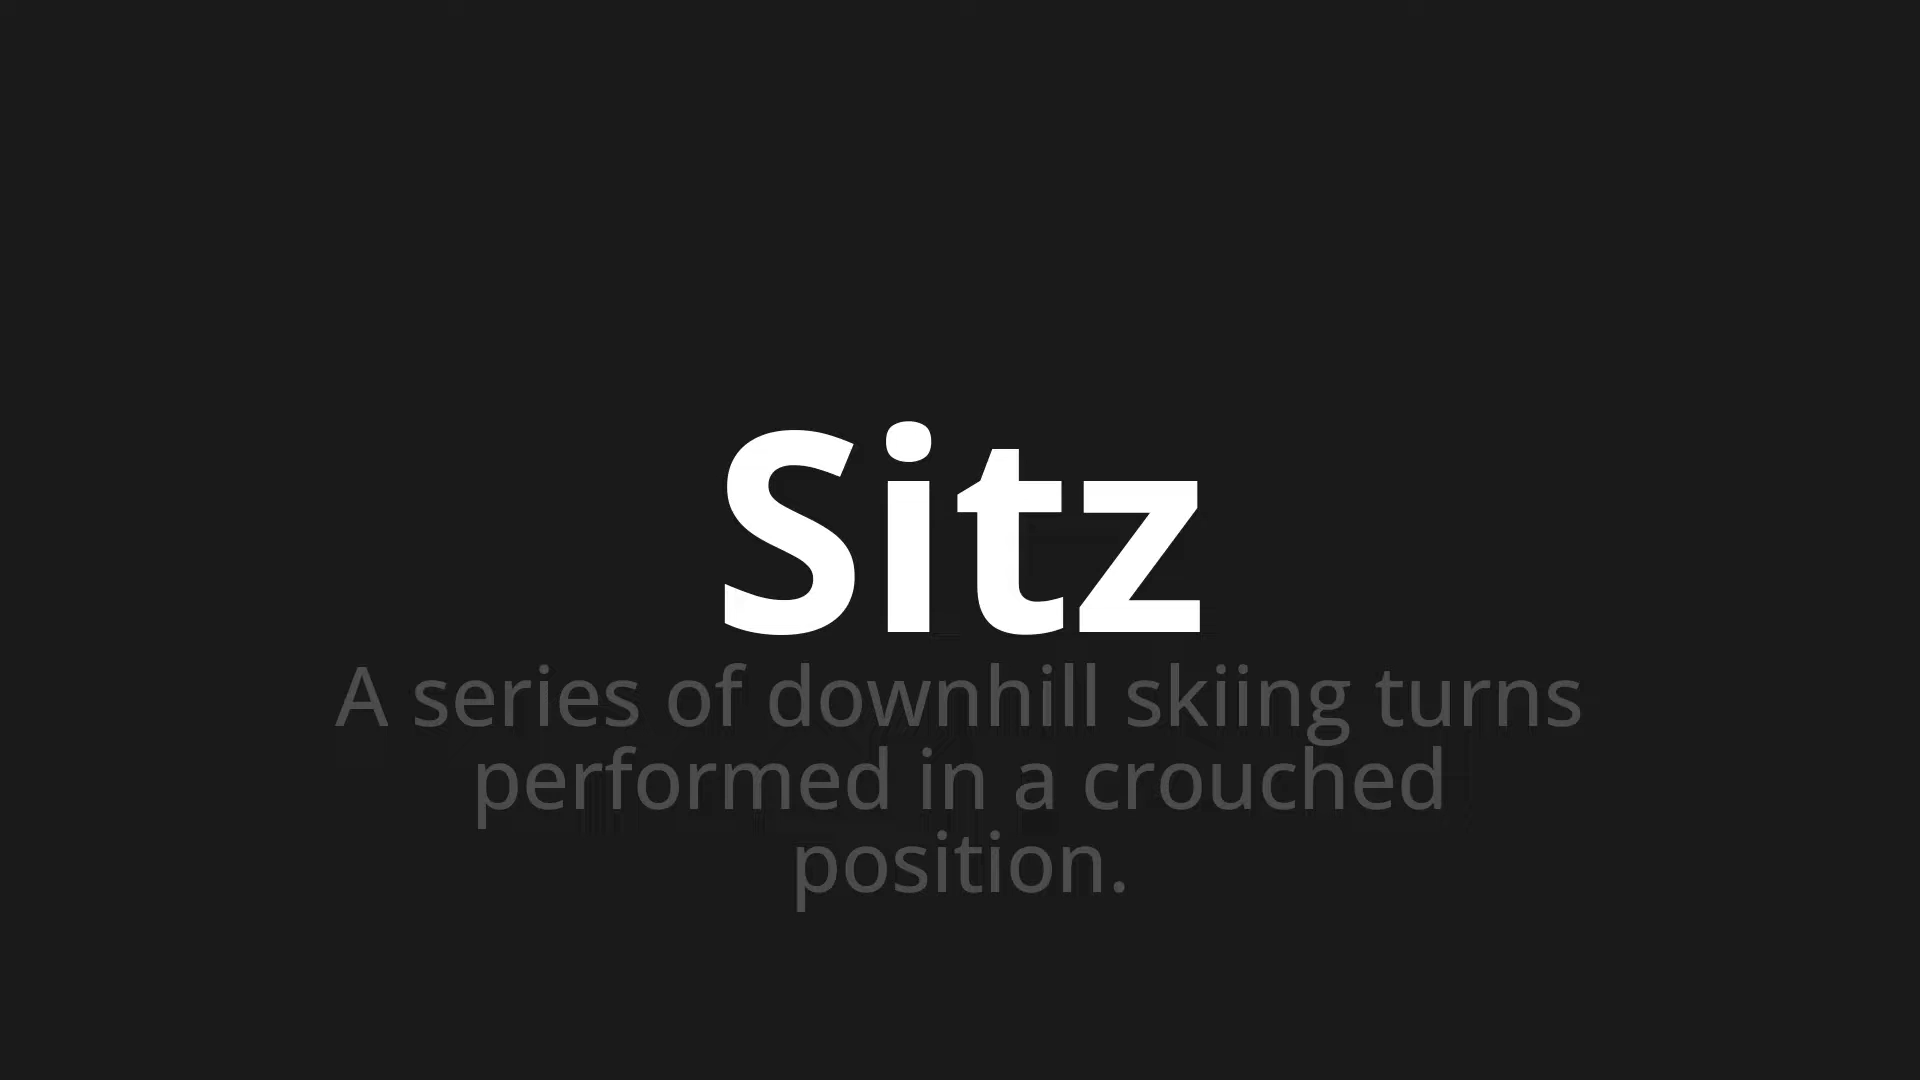 Sitz
A series of downhill skiing turns
performed in a crouched
position.